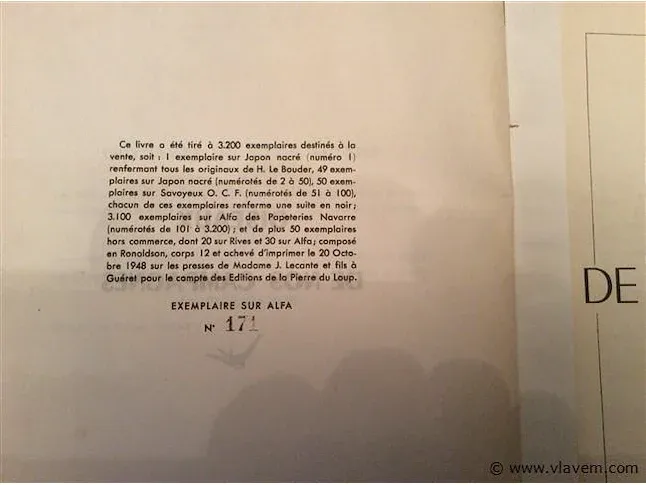 Ce livre a été tiré à 3.200 exemplaires destinés à la
vente, soit : 1 exemplaire sur Japon nacré (numéro 1)
renfermant tous les originaux de H. Le Bauder, 49
exemplaires sur Japon nacré (numérotés de 2 à 50), 50 exem-
plaires sur Savoyeux O. C. F. (numérotés de 51 à 100),
chacun de ces exemplaires renferme une suite en noir ;
3.100 exemplaires sur Alfa des Papeteries Navarre
(numérotés de 101 à 3.200) ; et de plus 50 exemplaires
hors commerce, dont 20 sur Rives et 30 sur Alfa ; composé
en Ronaldson, corps 12 et achevé d'imprimer le 20 Octo-
bre 1948 sur les presses de Madame J. Lecante et fils à
Guéret pour le compte des Editions de la Pierre du Loup.
EXEMPLAIRE SUR ALFA
N° 171
DE
© www.vlavem.com